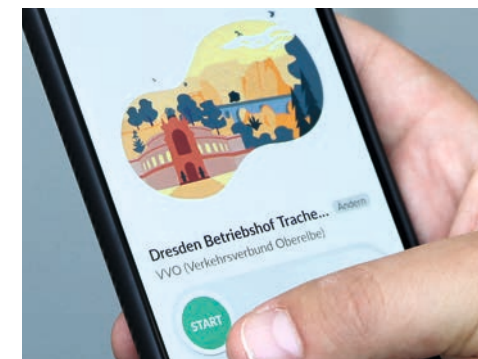 Dresden Betriebshof Trache... Ändern
VVO (Verkehrsverbund Oberelbe)
START